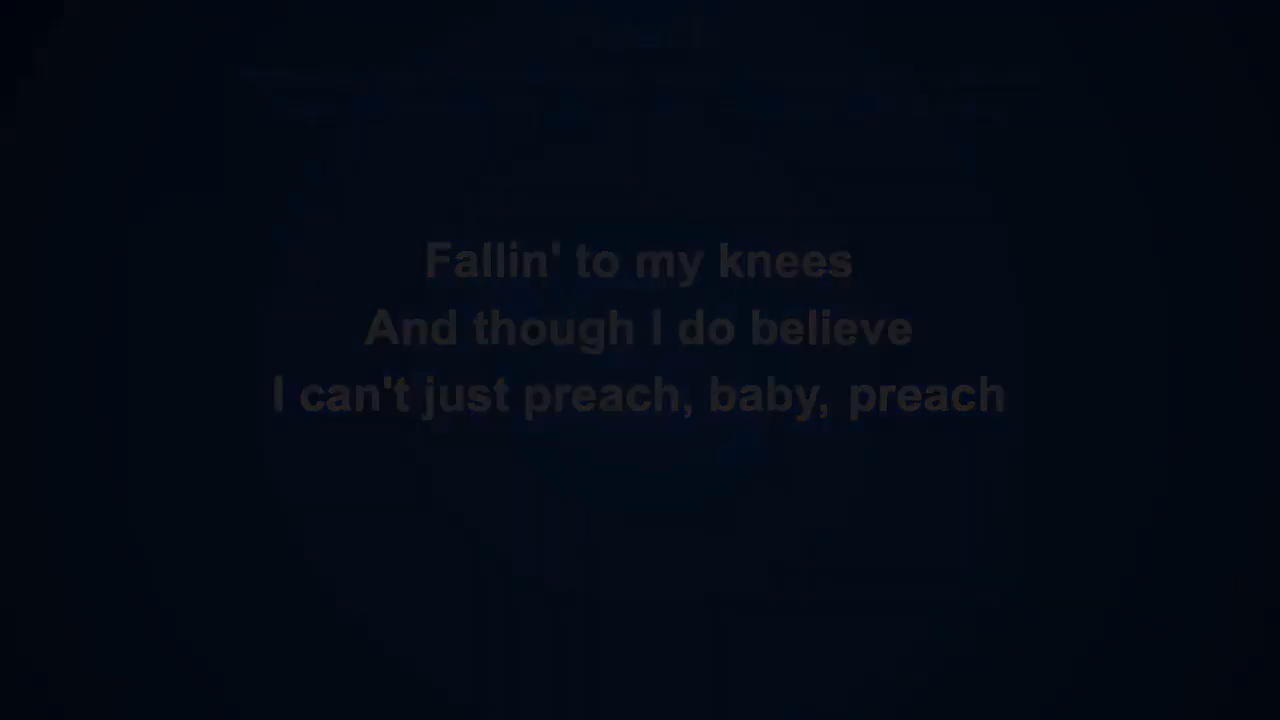 Fallin' to my knees
And though I do believe
I can't just preach, baby, preach